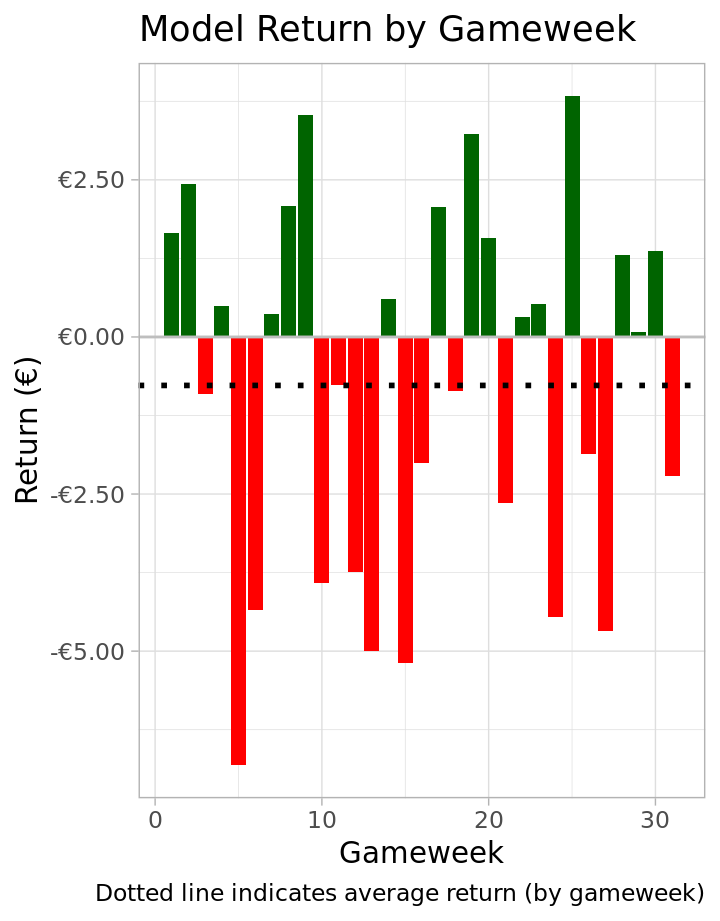 Model Return by Gameweek
€2.50
€0.00
-€2.50
-€5.00
Return (€)
0 10 20 30
Gameweek
Dotted line indicates average return (by gameweek)